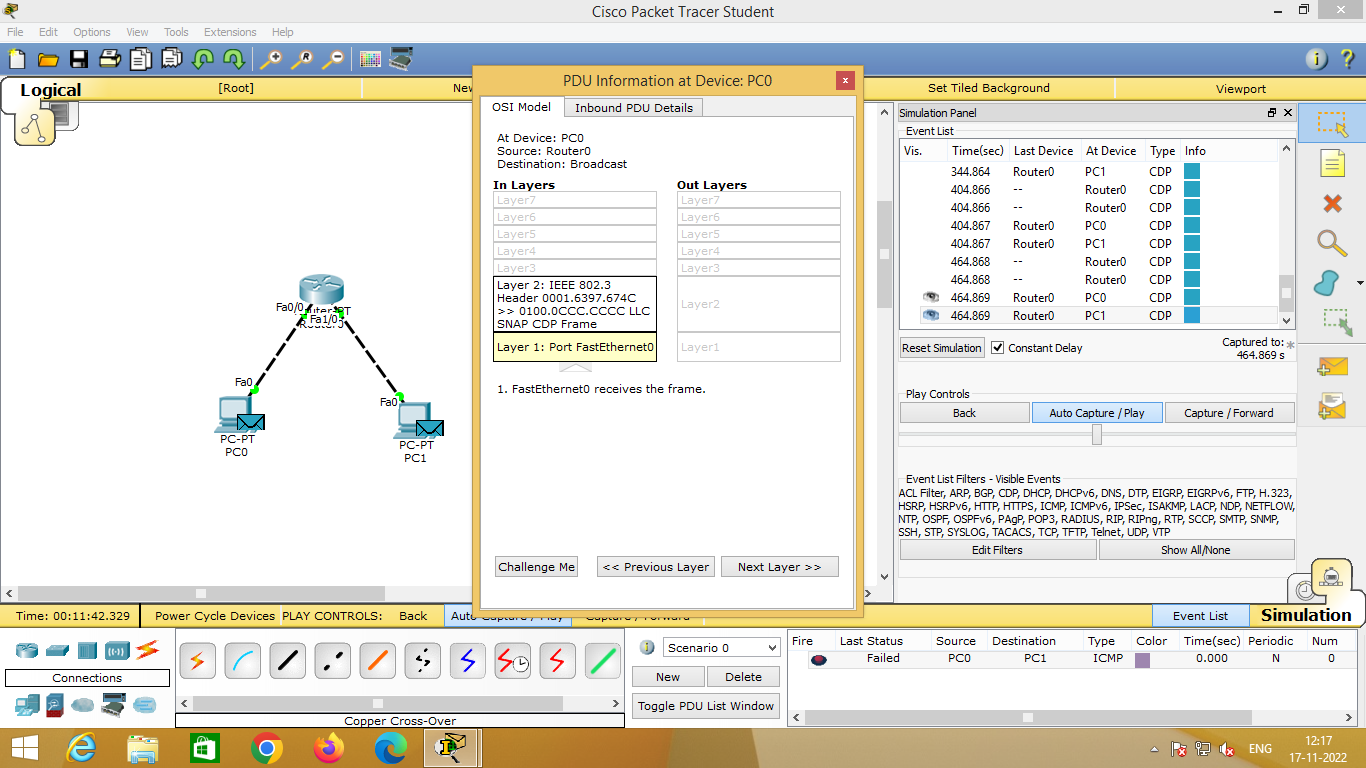 Cisco Packet Tracer Student
File Edit Options View Tools Extensions Help
Logical
[Root]
New
Set Tiled Background
Viewport
Fa0/0
Fa1/0
Fa0
PC-PT
PC0
Fa0
PC-PT
PC1
PDU Information at Device: PC0
OSI Model
Inbound PDU Details
At Device: PC0
Source: Router0
Destination: Broadcast
In Layers
Layer7
Layer6
Layer5
Layer4
Layer3
Layer 2: IEEE 802.3
Header 0001.6397.674C
>> 0100.0CCC.CCCC LLC
SNAP CDP Frame
Layer 1: Port FastEthernet0
Out Layers
Layer7
Layer6
Layer5
Layer4
Layer3
Layer2
Layer1
1. FastEthernet0 receives the frame.
Challenge Me
<< Previous Layer
Next Layer >>
Simulation Panel
Event List
Vis. Time(sec) Last Device At Device Type Info
344.864 Router0 PC1 CDP
404.866 -- Router0 CDP
404.866 -- Router0 CDP
404.867 Router0 PC0 CDP
404.867 Router0 PC1 CDP
464.868 -- Router0 CDP
464.868 -- Router0 CDP
464.869 Router0 PC0 CDP
464.869 Router0 PC1 CDP
Reset Simulation
Constant Delay
Captured to: *
464.869 s
Play Controls
Back
Auto Capture / Play
Capture / Forward
Event List Filters - Visible Events
ACL Filter, ARP, BGP, CDP, DHCP, DHCPv6, DNS, DTP, EIGRP, EIGRPv6, FTP, H.323,
HSRP, HSRPv6, HTTP, HTTPS, ICMP, ICMPv6, IPSec, ISAKMP, LACP, NDP, NETFLOW,
NTP, OSPF, OSPFv6, PAgP, POP3, RADIUS, RIP, RIPng, RTP, SCCP, SMTP, SNMP,
SSH, STP, SYSLOG, TACACS, TCP, TFTP, Telnet, UDP, VTP
Edit Filters
Show All/None
Time: 00:11:42.329
Power Cycle Devices PLAY CONTROLS: Back Auto Capture / Play Capture / Forward
Event List
Simulation
Connections
Copper Cross-Over
Scenario 0
New
Delete
Toggle PDU List Window
Fire Last Status Source Destination Type Color Time(sec) Periodic Num
Failed PC0 PC1 ICMP 0.000 N 0
ENG
12:17
17-11-2022